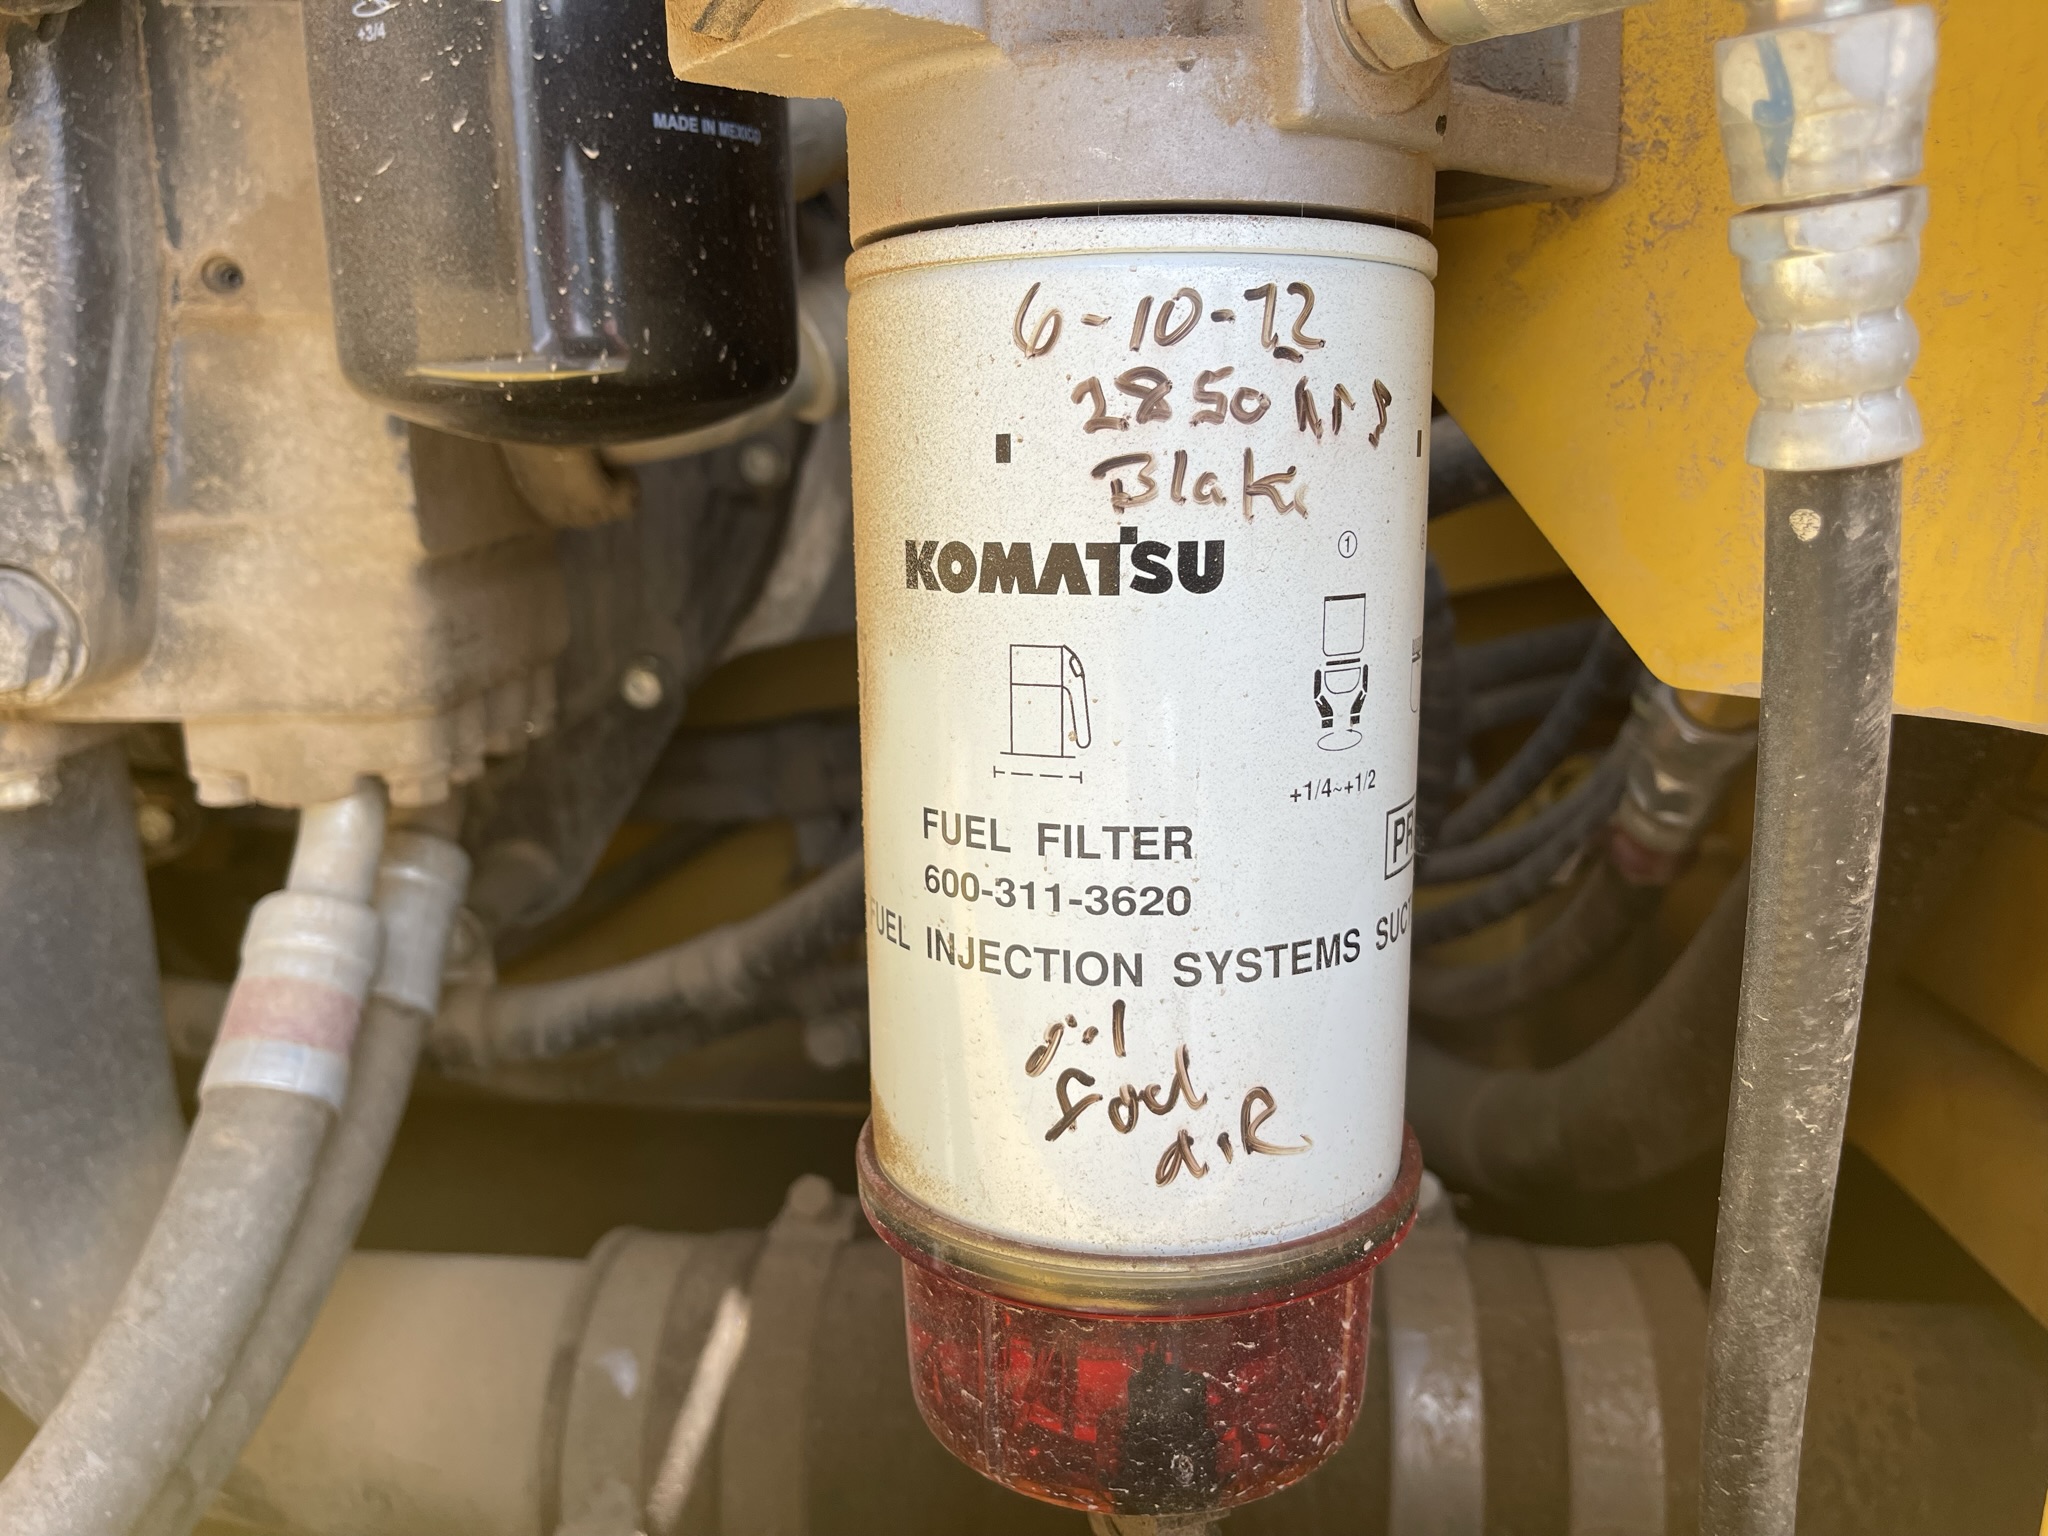 +3/4
MADE IN MEXICO
6-10-22
2850 hrs
Blake
KOMATSU
1
+1/4~+1/2
FUEL FILTER
600-311-3620
FUEL INJECTION SYSTEMS
oil
air